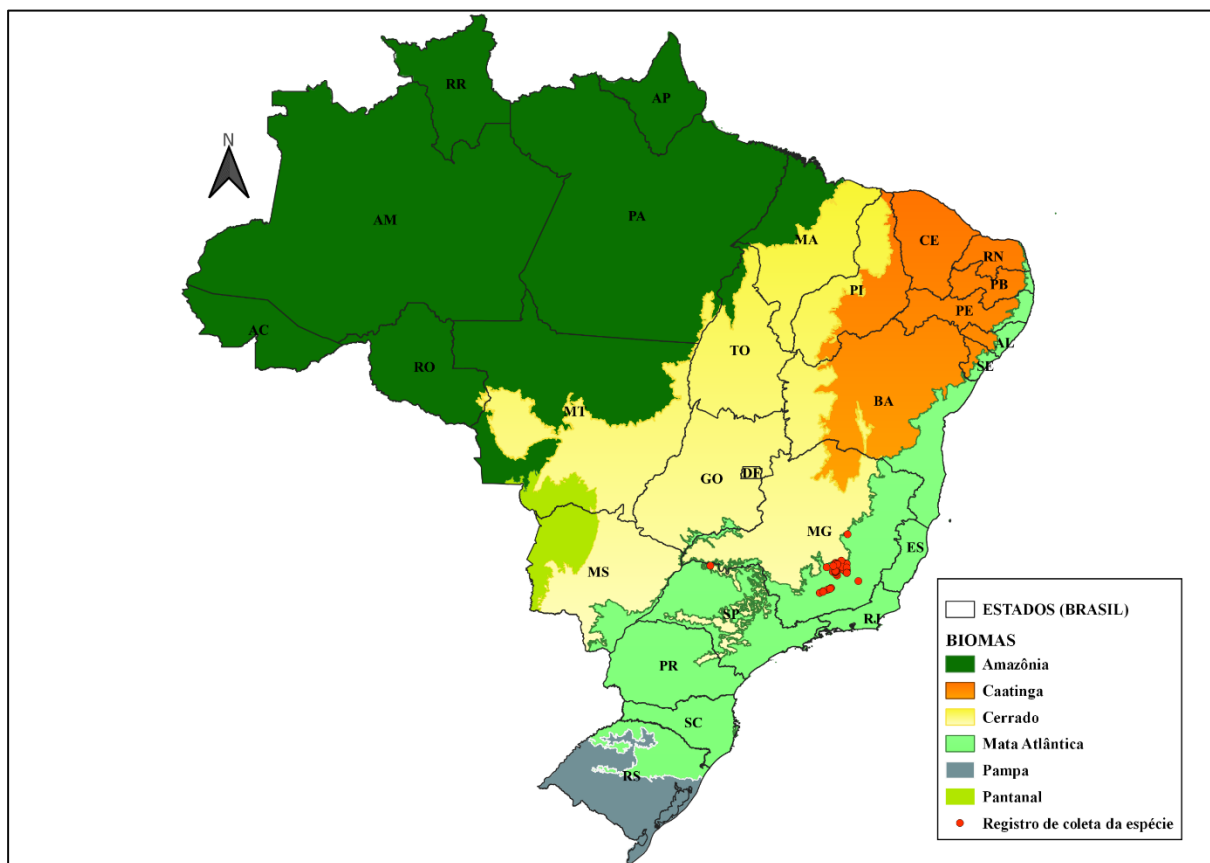 N
RR
AP
AM
PA
MA
CE
RN
PB
PI
PE
AL
SE
AC
RO
TO
BA
MT
GO
DF
MG
ES
MS
SP
RJ
PR
SC
RS
ESTADOS (BRASIL)
BIOMAS
Amazônia
Caatinga
Cerrado
Mata Atlântica
Pampa
Pantanal
Registro de coleta da espécie